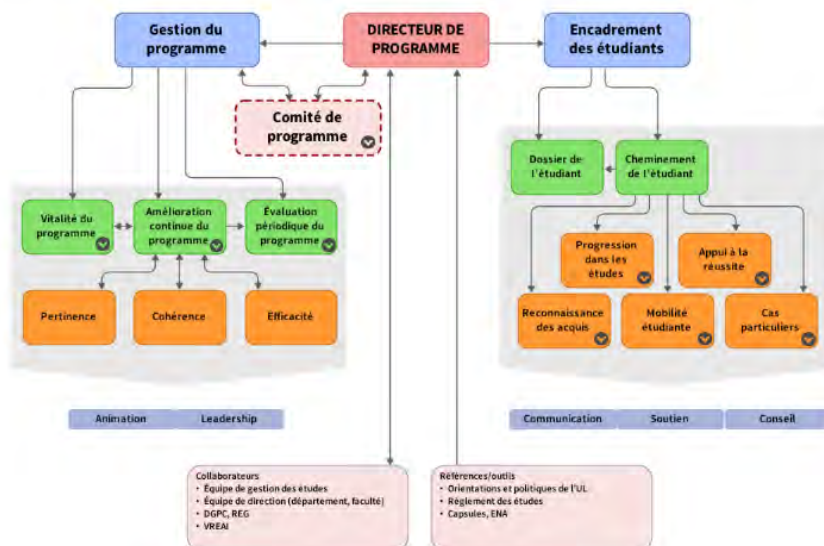 Gestion du
programme
DIRECTEUR DE
PROGRAMME
Encadrement
des étudiants
Comité de
programme
Dossier de
l'étudiant
Cheminement
de l'étudiant
Vitalité du
programme
Amélioration
continue du
programme
Évaluation
périodique du
programme
Progression
dans les
études
Appui à la
réussite
Pertinence
Cohérence
Efficacité
Reconnaissance
des acquis
Mobilité
étudiante
Cas
particuliers
Animation
Leadership
Communication
Soutien
Conseil
Collaborateurs
• Équipe de gestion des études
• Équipe de direction (département, faculté)
• DGPC, REG
• VREAI
Références/outils
• Orientations et politiques de l'UL
• Règlement des études
• Capsules, ENA